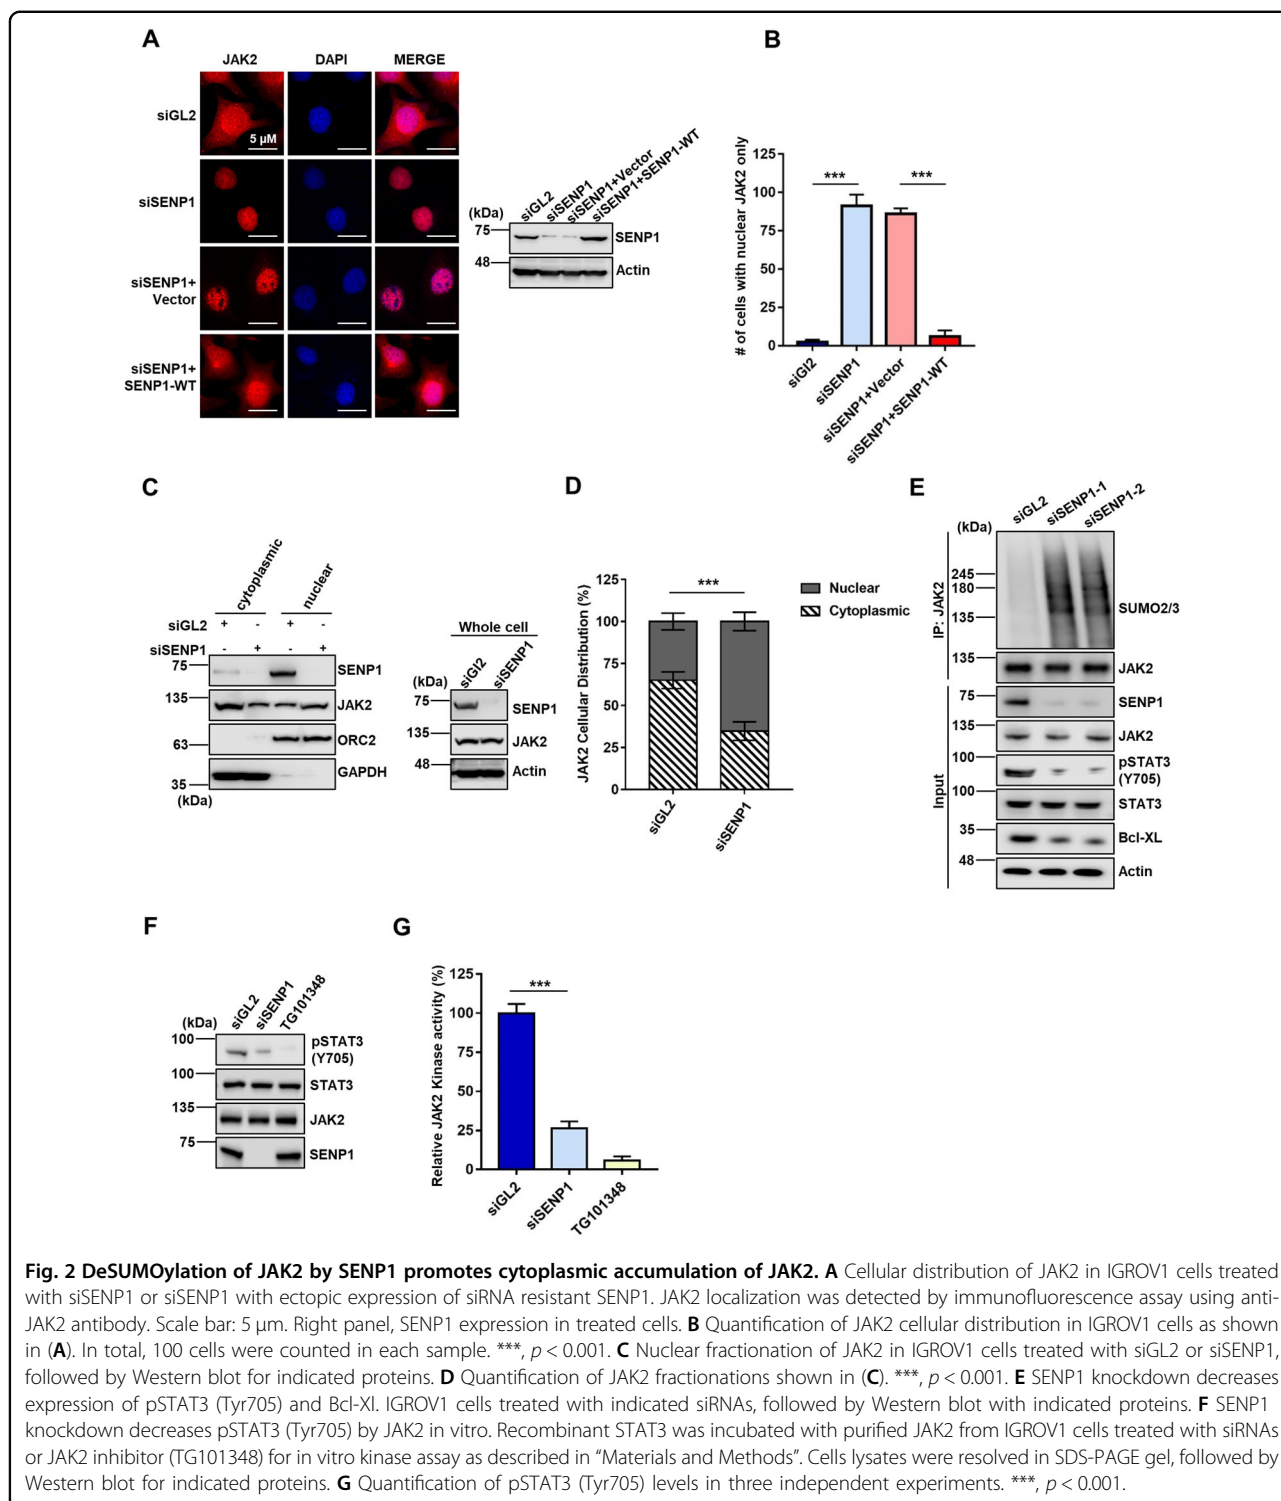 A
JAK2 DAPI MERGE
siGL2
5 µM
siSENP1
siSENP1+
Vector
siSENP1+
SENP1-WT
siGL2
siSENP1
siSENP1+Vector
siSENP1+SENP1-WT
(kDa)
75
SENP1
48
Actin
B
# of cells with nuclear JAK2 only
125
100
75
50
25
0
***
***
siGl2
siSENP1
siSENP1+Vector
siSENP1+SENP1-WT
C
cytoplasmic
nuclear
siGL2 + - + -
siSENP1 - + - +
75
SENP1
135
JAK2
63
ORC2
35
GAPDH
(kDa)
Whole cell
siGl2
siSENP1
(kDa)
75
SENP1
135
JAK2
48
Actin
D
JAK2 Cellular Distribution (%)
125
100
75
50
25
0
***
siGL2
siSENP1
Nuclear
Cytoplasmic
E
siGL2
siSENP1-1
siSENP1-2
(kDa)
IP: JAK2
245
180
135
SUMO2/3
135
JAK2
Input
75
SENP1
135
JAK2
100
pSTAT3
(Y705)
100
STAT3
35
Bcl-XL
48
Actin
F
siGL2
siSENP1
TG101348
(kDa)
100
pSTAT3
(Y705)
100
STAT3
135
JAK2
75
SENP1
G
Relative JAK2 Kinase activity (%)
125
100
75
50
25
0
***
siGL2
siSENP1
TG101348
Fig. 2 DeSUMOylation of JAK2 by SENP1 promotes cytoplasmic accumulation of JAK2. A Cellular distribution of JAK2 in IGROV1 cells treated
with siSENP1 or siSENP1 with ectopic expression of siRNA resistant SENP1. JAK2 localization was detected by immunofluorescence assay using anti-
JAK2 antibody. Scale bar: 5 µm. Right panel, SENP1 expression in treated cells. B Quantification of JAK2 cellular distribution in IGROV1 cells as shown
in (A). In total, 100 cells were counted in each sample. ***, p < 0.001. C Nuclear fractionation of JAK2 in IGROV1 cells treated with siGL2 or siSENP1,
followed by Western blot for indicated proteins. D Quantification of JAK2 fractionations shown in (C). ***, p < 0.001. E SENP1 knockdown decreases
expression of pSTAT3 (Tyr705) and Bcl-Xl. IGROV1 cells treated with indicated siRNAs, followed by Western blot with indicated proteins. F SENP1
knockdown decreases pSTAT3 (Tyr705) by JAK2 in vitro. Recombinant STAT3 was incubated with purified JAK2 from IGROV1 cells treated with siRNAs
or JAK2 inhibitor (TG101348) for in vitro kinase assay as described in “Materials and Methods”. Cells lysates were resolved in SDS-PAGE gel, followed by
Western blot for indicated proteins. G Quantification of pSTAT3 (Tyr705) levels in three independent experiments. ***, p < 0.001.